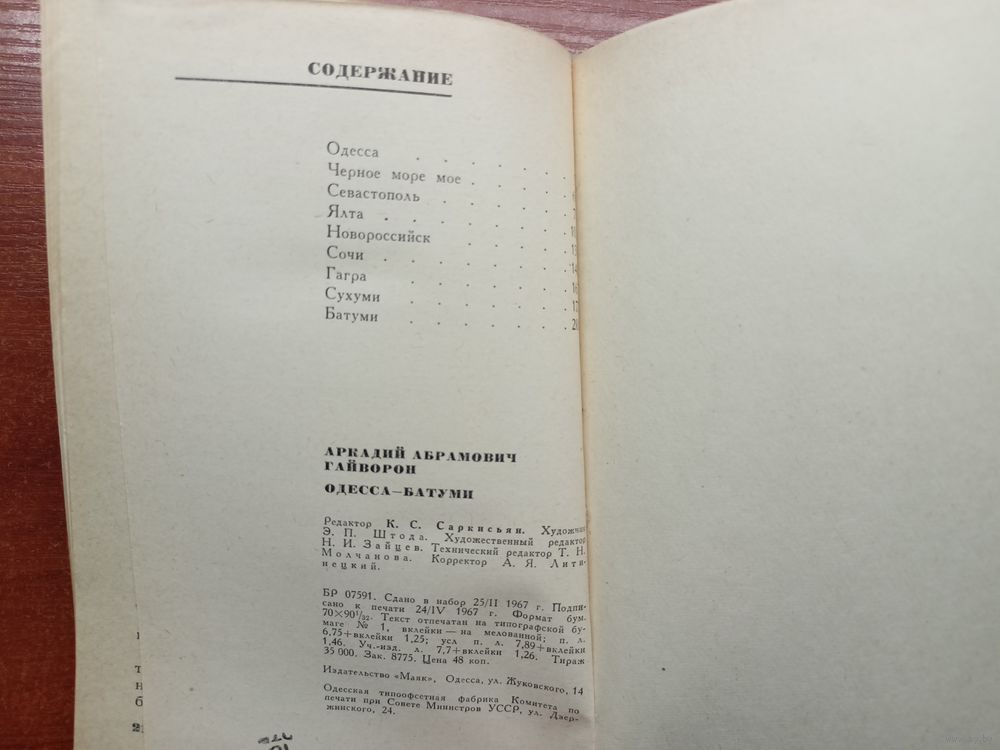 СОДЕРЖАНИЕ
Одесса . . . . . .
Черное море мое . . . .
Севастополь . . . . .
Ялта . . . . . . .
Новороссийск . . . .
Сочи . . . . . . .
Гагра . . . . . .
Сухуми . . . . . .
Батуми . . . . . .
АРКАДИЙ АБРАМОВИЧ
ГАЙВОРОН
ОДЕССА—БАТУМИ
Редактор К. С. Саркисьян. Художник
Э. П. Штода. Художественный редактор
Н. И. Зайцев. Технический редактор Т. Н.
Молчанова. Корректор А. Я. Лити-
нецкий.
БР 07591. Сдано в набор 25/II 1967 г. Подпи-
сано к печати 24/IV 1967 г. Формат бум.
70×90¹/₃₂. Текст отпечатан на типографской бу-
маге № 1, вклейки — на мелованной; п. л.
6,75+вклейки 1,25; усл п. л. 7,89+вклейки
1,46. Уч.-изд. л. 7,7+вклейки 1,26. Тираж
35 000. Зак. 8775. Цена 48 коп.
Издательство «Маяк», Одесса, ул. Жуковского, 14
Одесская типоофсетная фабрика Комитета по
печати при Совете Министров УССР, ул. Дзер-
жинского, 24.